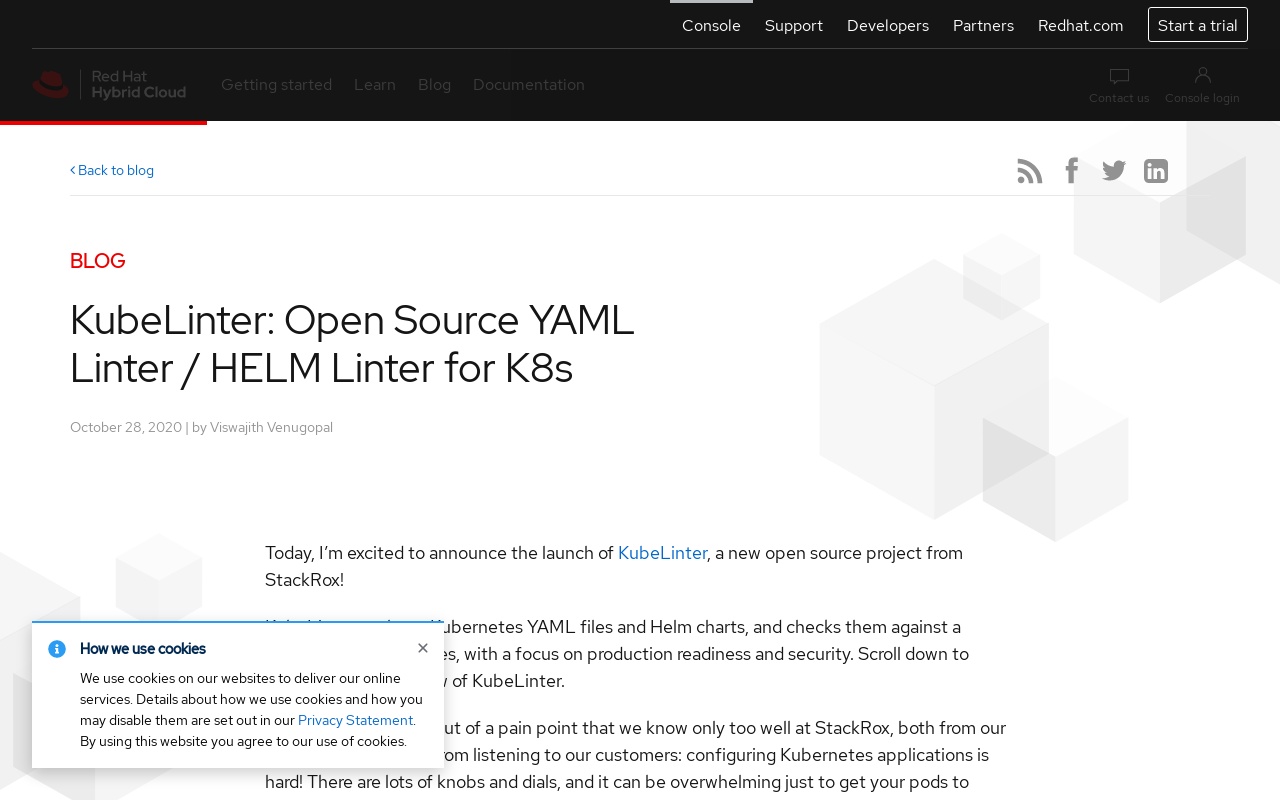 Console
Support
Developers
Partners
Redhat.com
Start a trial
Red Hat
Hybrid Cloud
Getting started
Learn
Blog
Documentation
Contact us
Console login
Back to blog
BLOG
KubeLinter: Open Source YAML
Linter / HELM Linter for K8s
October 28, 2020 | by Viswajith Venugopal
Today, I’m excited to announce the launch of KubeLinter, a new open source project from
StackRox!
Kubernetes YAML files and Helm charts, and checks them against a
with a focus on production readiness and security. Scroll down to
of KubeLinter.
of a pain point that we know only too well at StackRox, both from our
listening to our customers: configuring Kubernetes applications is
hard! There are lots of knobs and dials, and it can be overwhelming just to get your pods to
How we use cookies
We use cookies on our websites to deliver our online
services. Details about how we use cookies and how you
may disable them are set out in our Privacy Statement.
By using this website you agree to our use of cookies.